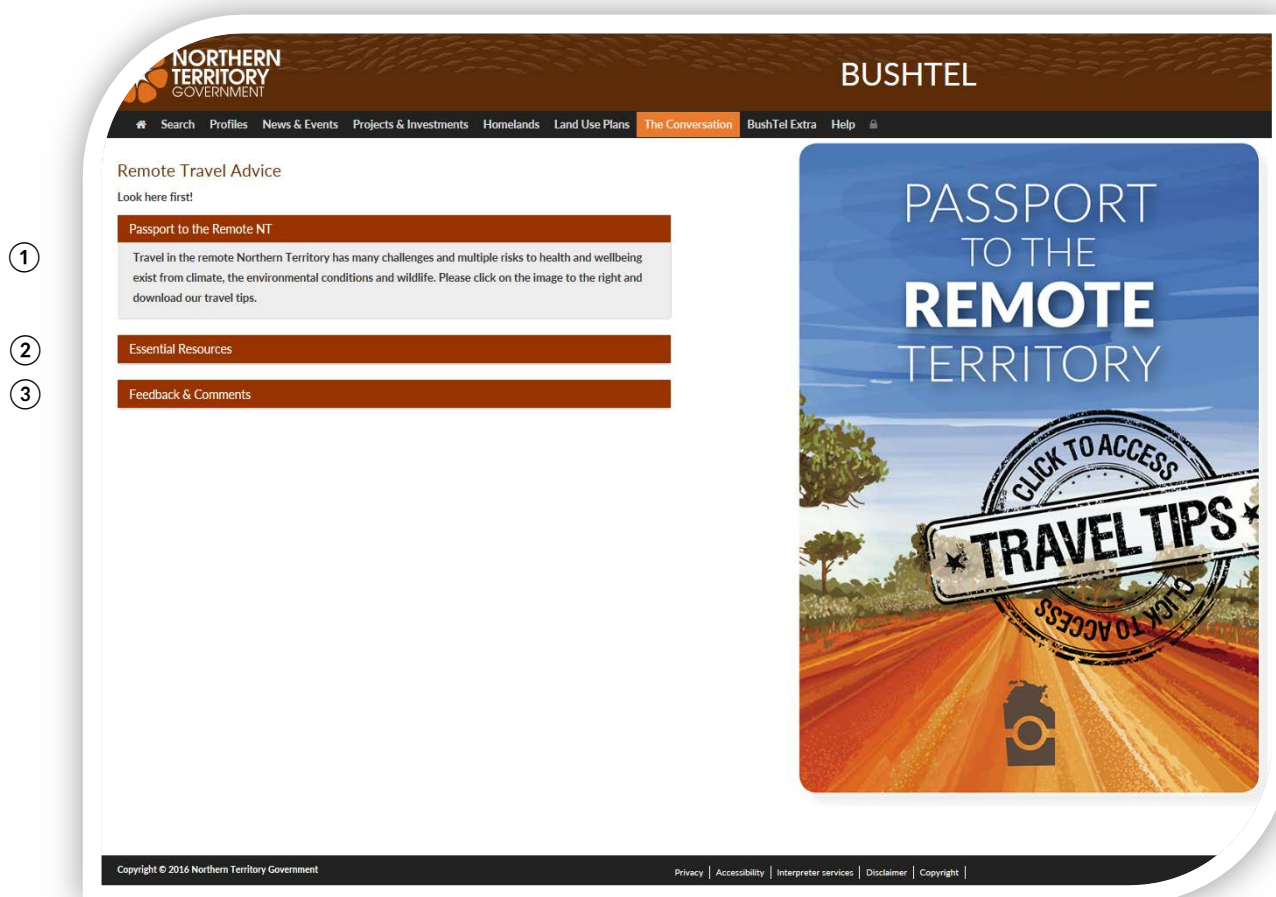 NORTHERN
TERRITORY
GOVERNMENT
BUSHTEL
Search Profiles News & Events Projects & Investments Homelands Land Use Plans The Conversation BushTel Extra Help
Remote Travel Advice
Look here first!
1
Passport to the Remote NT
Travel in the remote Northern Territory has many challenges and multiple risks to health and wellbeing
exist from climate, the environmental conditions and wildlife. Please click on the image to the right and
download our travel tips.
2
Essential Resources
3
Feedback & Comments
PASSPORT
TO THE
REMOTE
TERRITORY
CLICK TO ACCESS
TRAVEL TIPS
CLICK TO ACCESS
Copyright © 2016 Northern Territory Government
Privacy | Accessibility | Interpreter services | Disclaimer | Copyright |